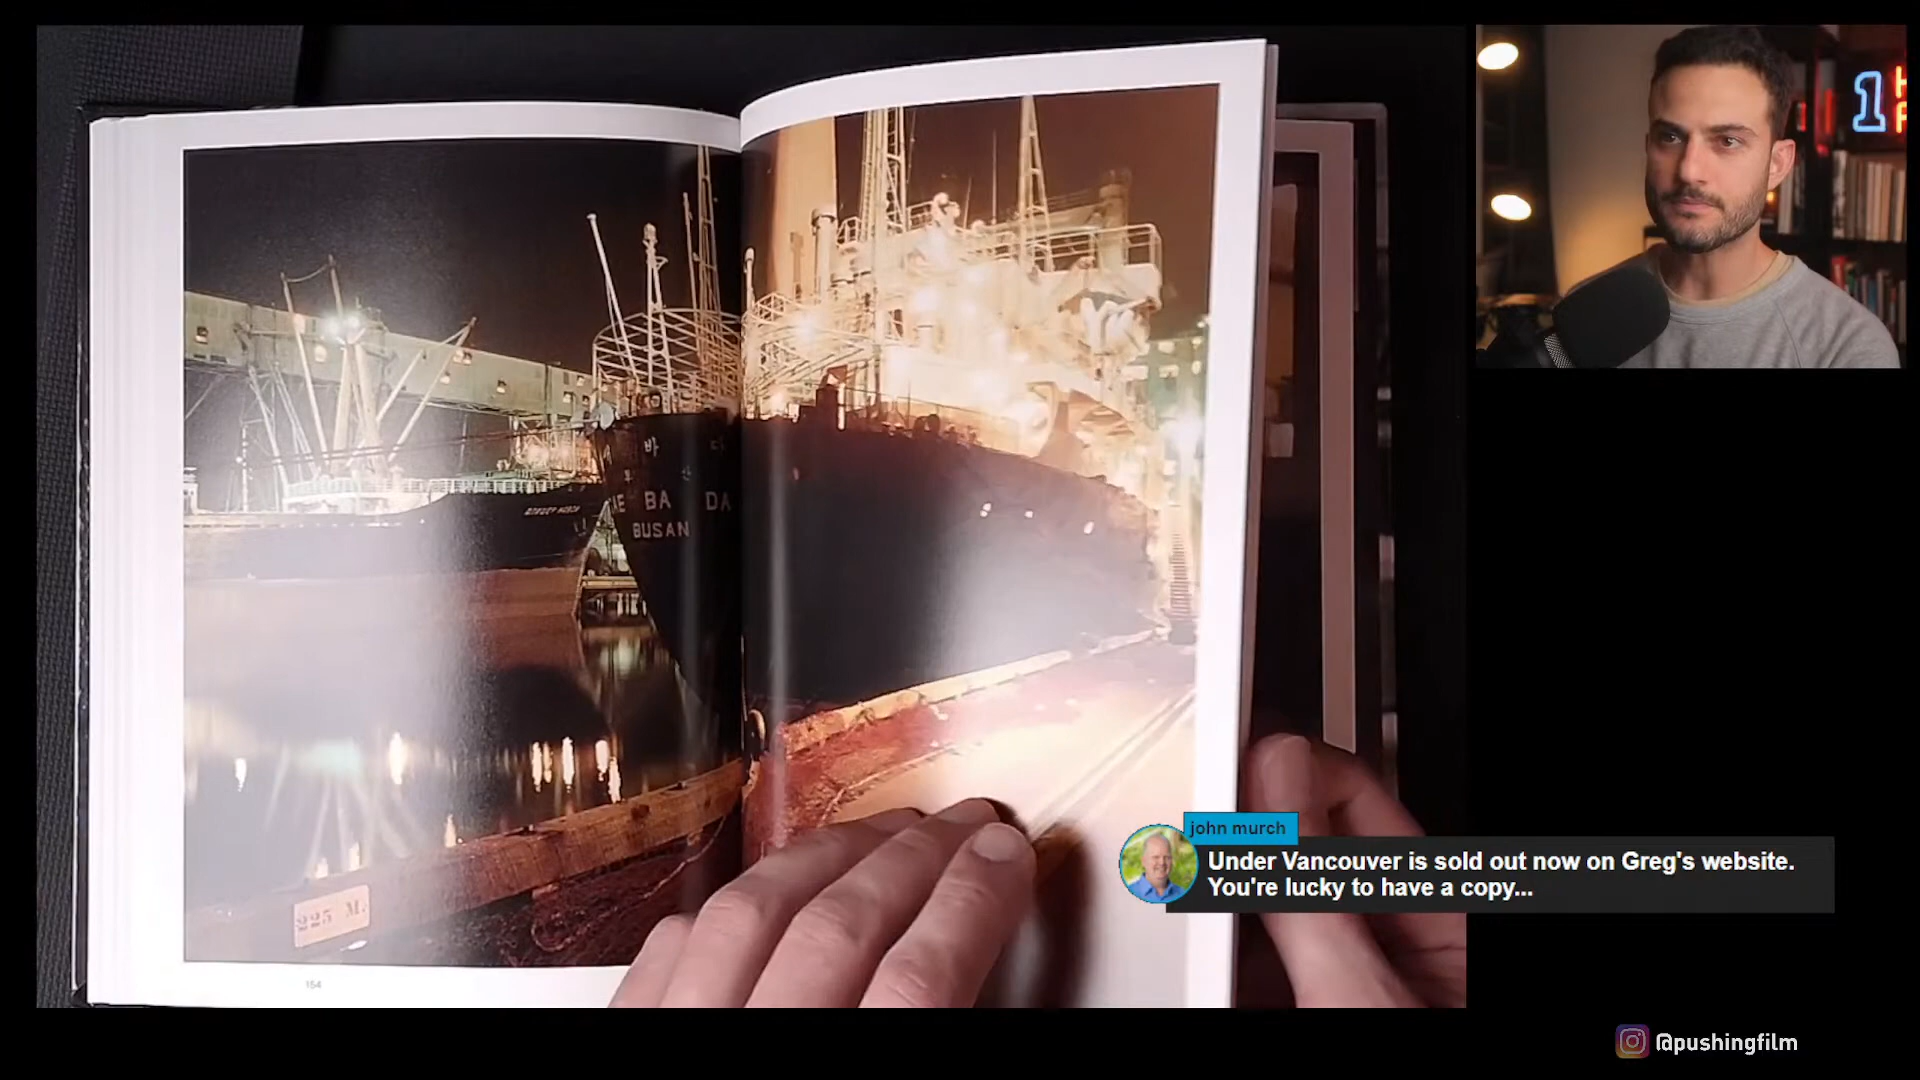 BA DA
BUSAN
225 M.
154
1
john murch
Under Vancouver is sold out now on Greg's website.
You're lucky to have a copy...
@pushingfilm